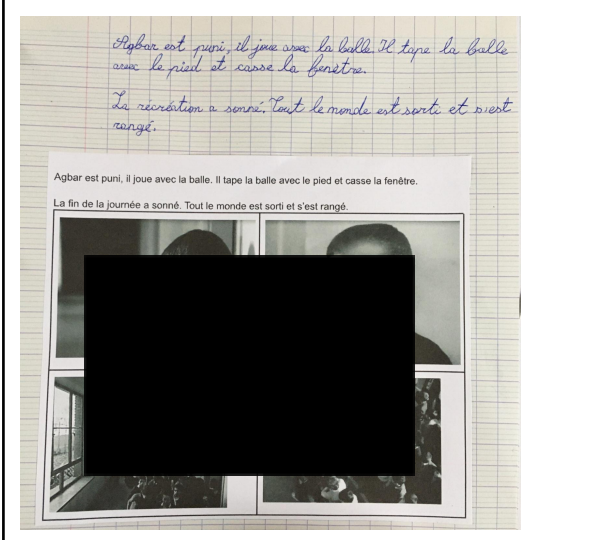 Agbar est puni, il joue avec la balle. Il tape la balle
avec le pied et casse la fenêtre.
La récréation a sonné. Tout le monde est sorti et s'est
rangé.
Agbar est puni, il joue avec la balle. Il tape la balle avec le pied et casse la fenêtre.
La fin de la journée a sonné. Tout le monde est sorti et s'est rangé.